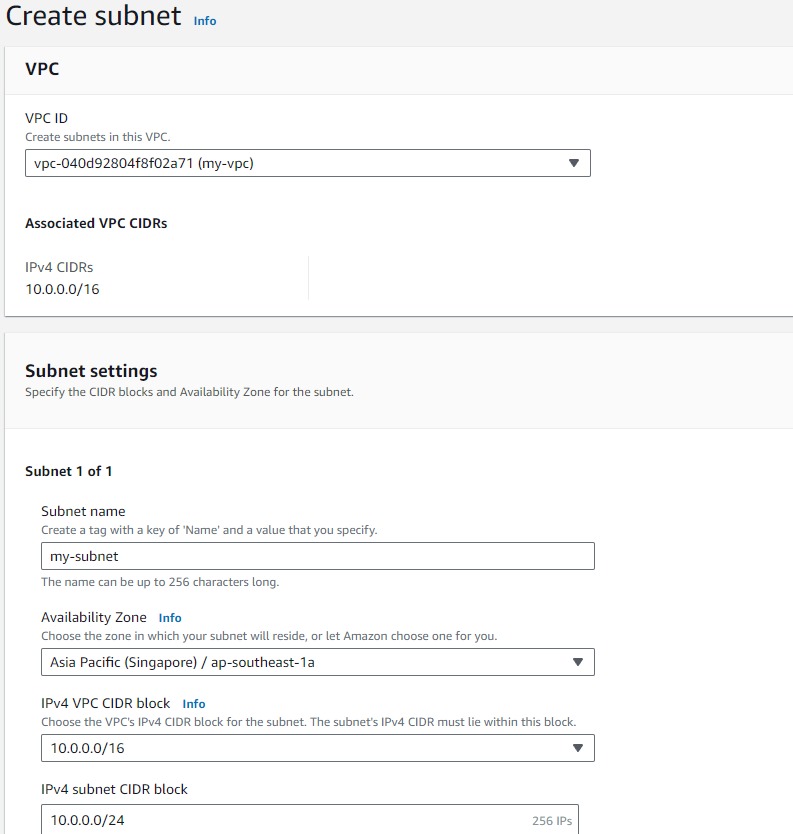 Create subnet Info
VPC
VPC ID
Create subnets in this VPC.
vpc-040d92804f8f02a71 (my-vpc)
Associated VPC CIDRs
IPv4 CIDRs
10.0.0.0/16
Subnet settings
Specify the CIDR blocks and Availability Zone for the subnet.
Subnet 1 of 1
Subnet name
Create a tag with a key of 'Name' and a value that you specify.
my-subnet
The name can be up to 256 characters long.
Availability Zone Info
Choose the zone in which your subnet will reside, or let Amazon choose one for you.
Asia Pacific (Singapore) / ap-southeast-1a
IPv4 VPC CIDR block Info
Choose the VPC's IPv4 CIDR block for the subnet. The subnet's IPv4 CIDR must lie within this block.
10.0.0.0/16
IPv4 subnet CIDR block
10.0.0.0/24 256 IPs